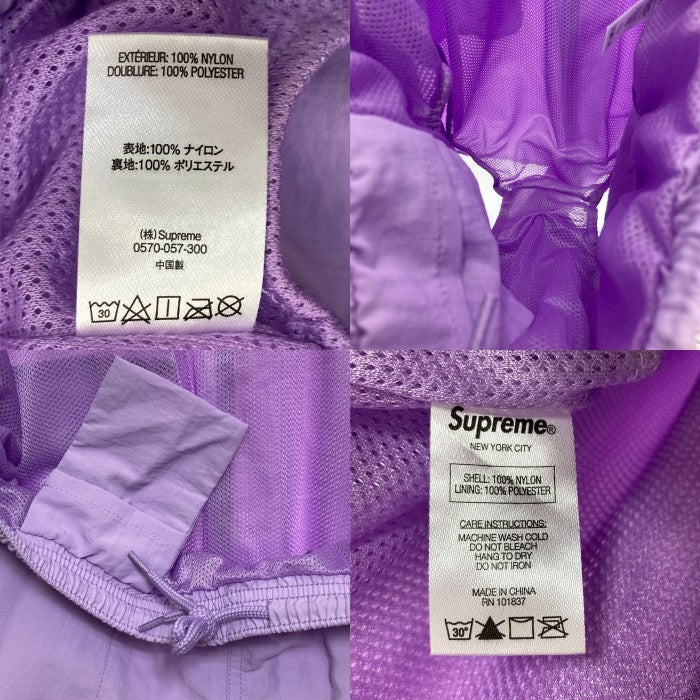 EXTÉRIEUR: 100% NYLON
DOUBLURE: 100% POLYESTER
表地:100% ナイロン
裏地:100% ポリエステル
(株) Supreme
0570-057-300
中国製
30
Supreme®
NEW YORK CITY
SHELL: 100% NYLON
LINING: 100% POLYESTER
CARE INSTRUCTIONS:
MACHINE WASH COLD
DO NOT BLEACH
HANG TO DRY
DO NOT IRON
MADE IN CHINA
RN 101837
30°